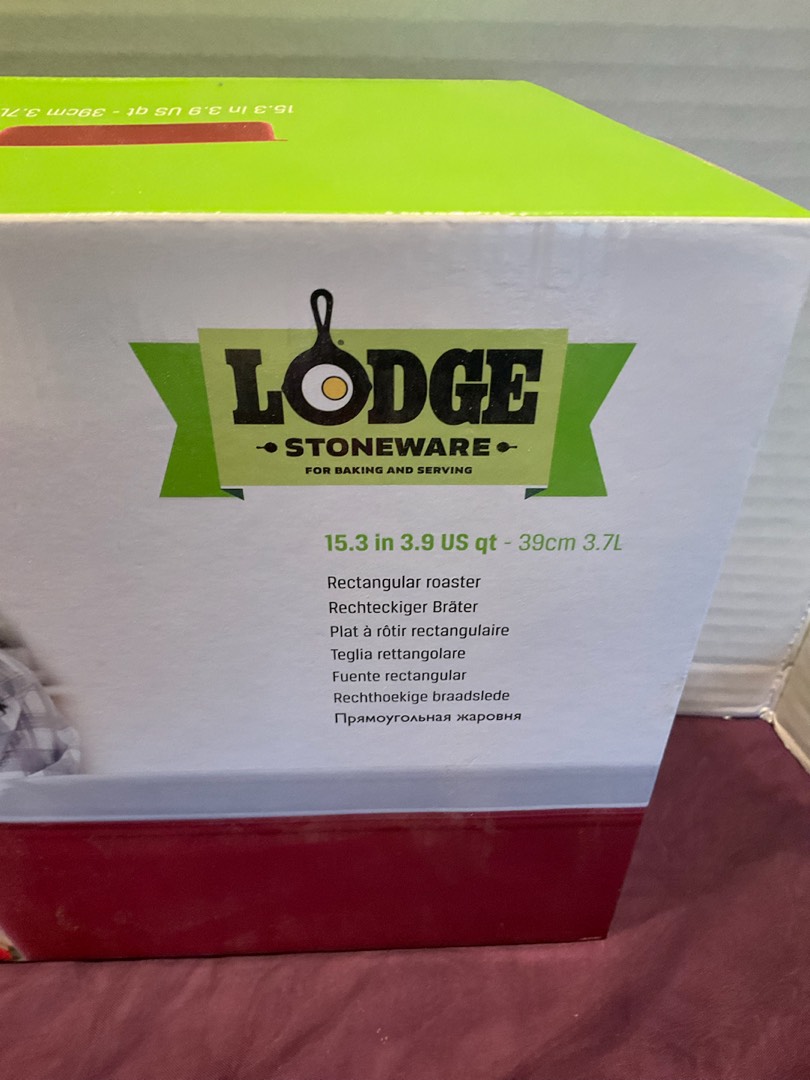 15.3 in 3.9 US qt - 39cm 3.7L
LODGE
®
STONEWARE
FOR BAKING AND SERVING
15.3 in 3.9 US qt - 39cm 3.7L
Rectangular roaster
Rechteckiger Bräter
Plat à rôtir rectangulaire
Teglia rettangolare
Fuente rectangular
Rechthoekige braadslede
Прямоугольная жаровня